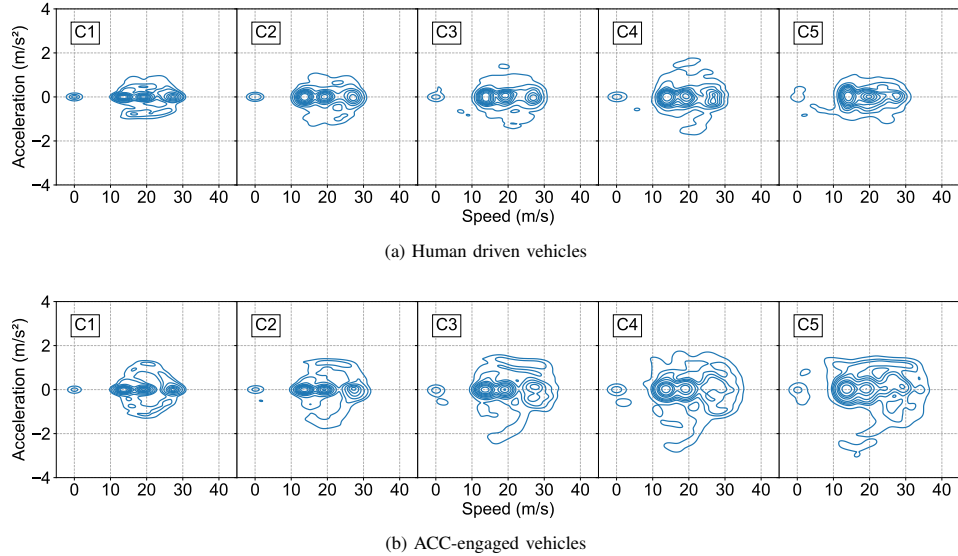 C1 C2 C3 C4 C5
4
2
0
−2
−4
Acceleration (m/s²)
0 10 20 30 40 0 10 20 30 40 0 10 20 30 40 0 10 20 30 40 0 10 20 30 40
Speed (m/s)
(a) Human driven vehicles
C1 C2 C3 C4 C5
4
2
0
−2
−4
Acceleration (m/s²)
0 10 20 30 40 0 10 20 30 40 0 10 20 30 40 0 10 20 30 40 0 10 20 30 40
Speed (m/s)
(b) ACC-engaged vehicles